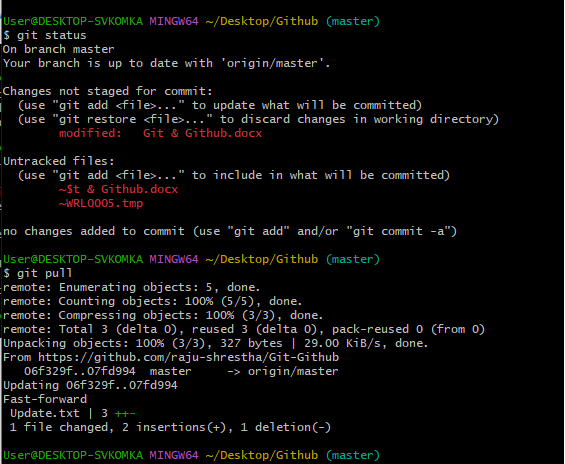 User@DESKTOP-SVKOMKA MINGW64 ~/Desktop/Github (master)
$ git status
On branch master
Your branch is up to date with 'origin/master'.

Changes not staged for commit:
  (use "git add <file>..." to update what will be committed)
  (use "git restore <file>..." to discard changes in working directory)
        modified:   Git & Github.docx

Untracked files:
  (use "git add <file>..." to include in what will be committed)
        ~$t & Github.docx
        ~WRL0005.tmp

no changes added to commit (use "git add" and/or "git commit -a")

User@DESKTOP-SVKOMKA MINGW64 ~/Desktop/Github (master)
$ git pull
remote: Enumerating objects: 5, done.
remote: Counting objects: 100% (5/5), done.
remote: Compressing objects: 100% (3/3), done.
remote: Total 3 (delta 0), reused 3 (delta 0), pack-reused 0 (from 0)
Unpacking objects: 100% (3/3), 327 bytes | 29.00 KiB/s, done.
From https://github.com/raju-shrestha/Git-Github
   06f329f..07fd994  master     -> origin/master
Updating 06f329f..07fd994
Fast-forward
 Update.txt | 3 ++-
 1 file changed, 2 insertions(+), 1 deletion(-)

User@DESKTOP-SVKOMKA MINGW64 ~/Desktop/Github (master)